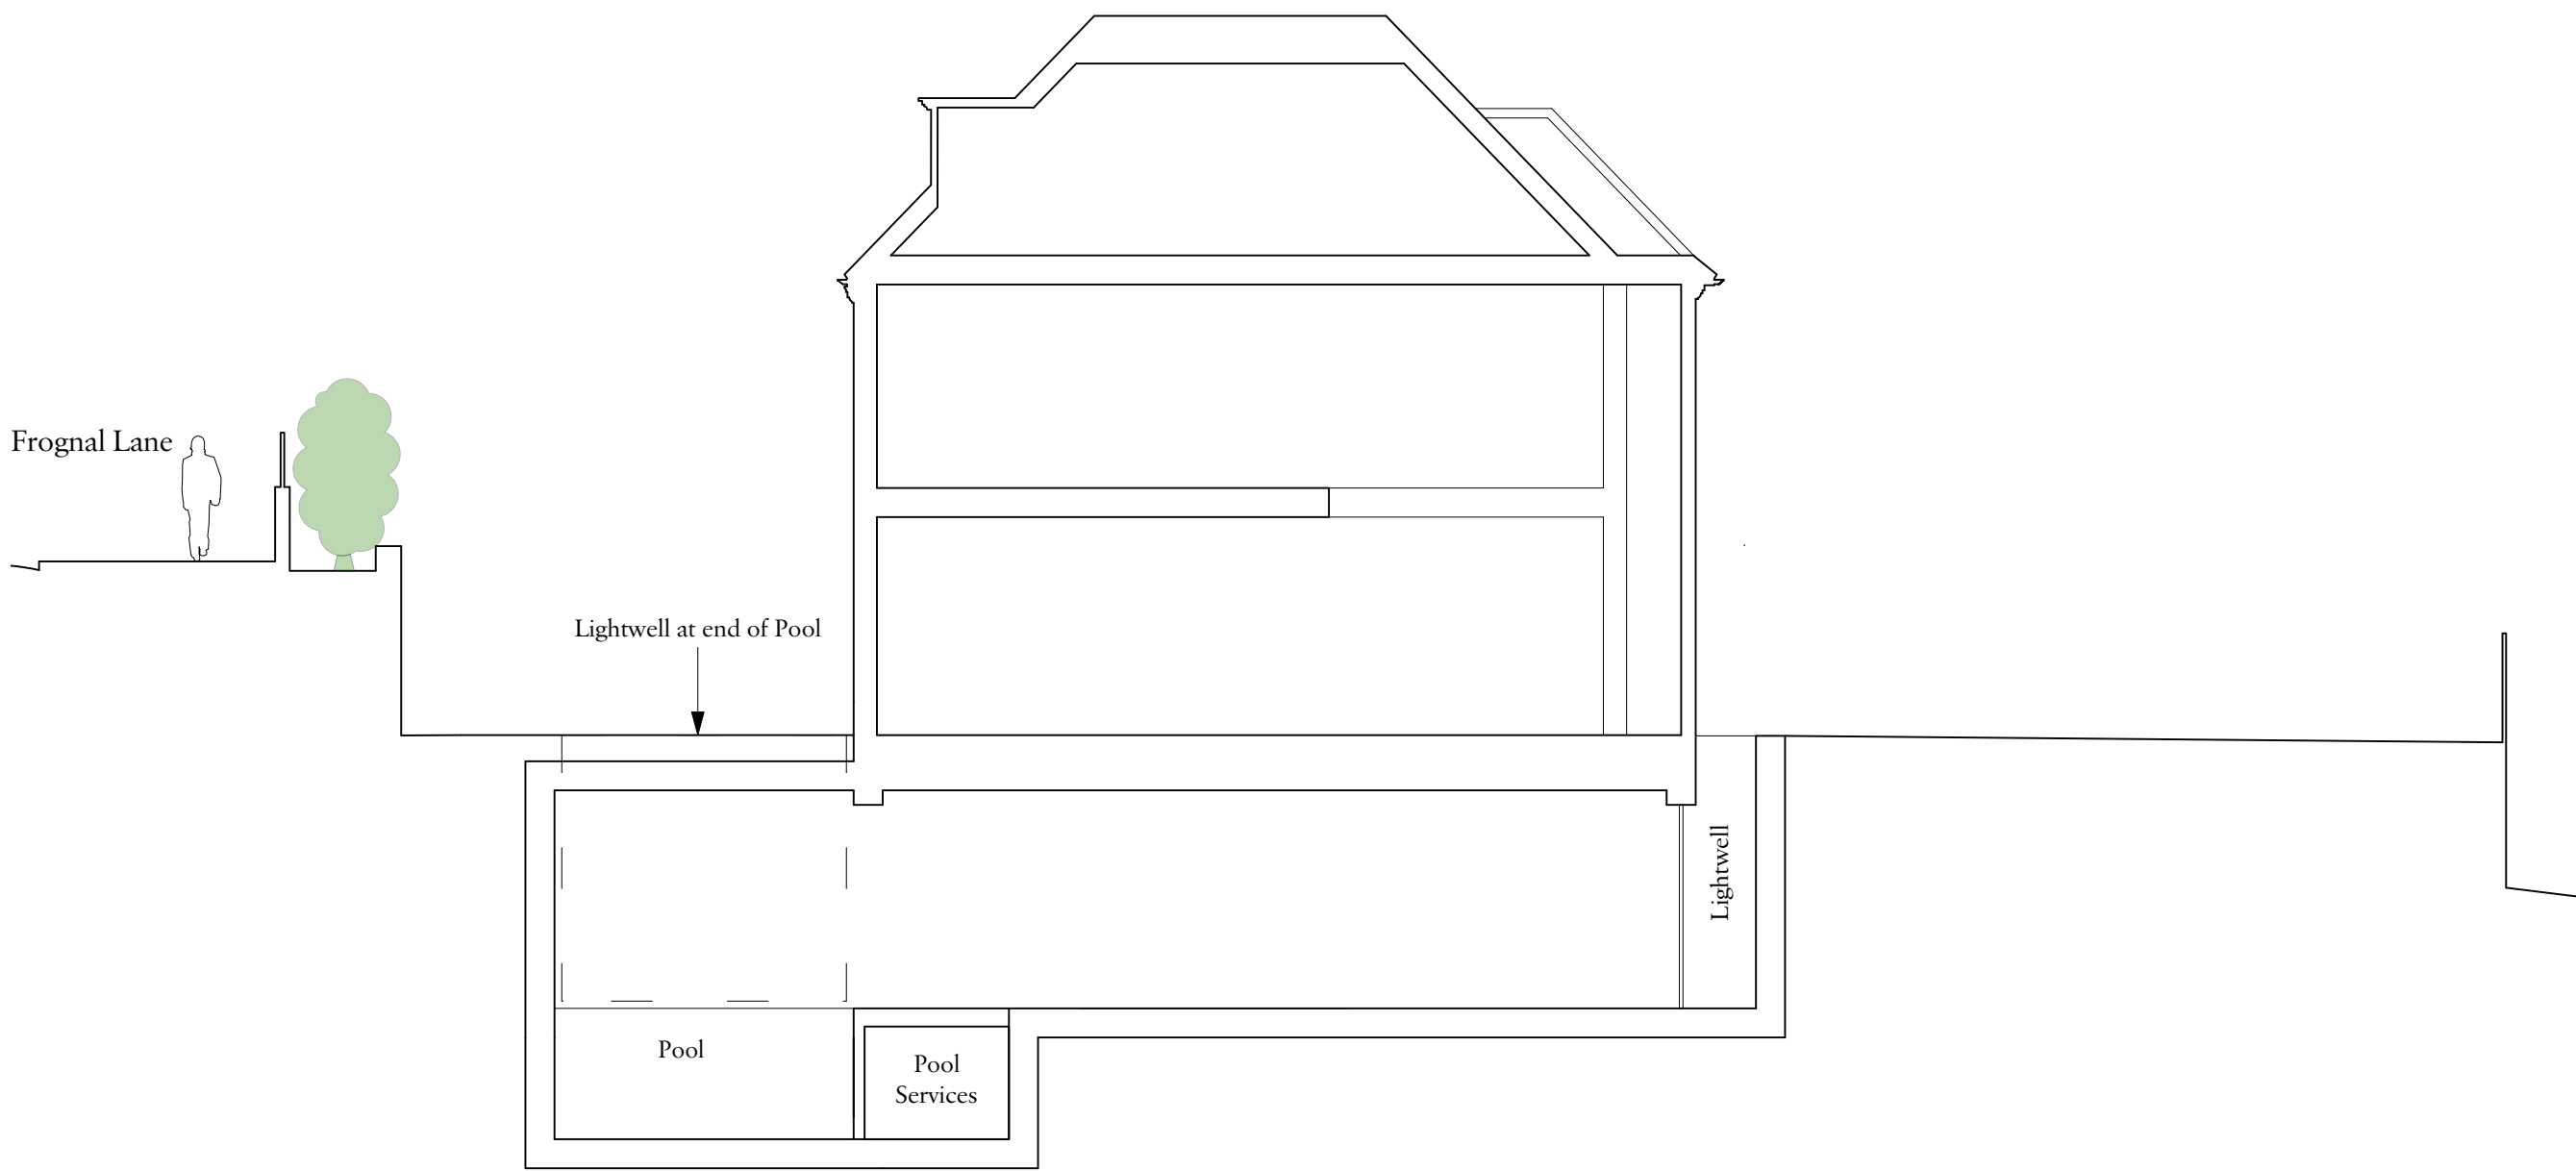 Frognal Lane
Lightwell at end of Pool
Lightwell
Pool
Pool
Services